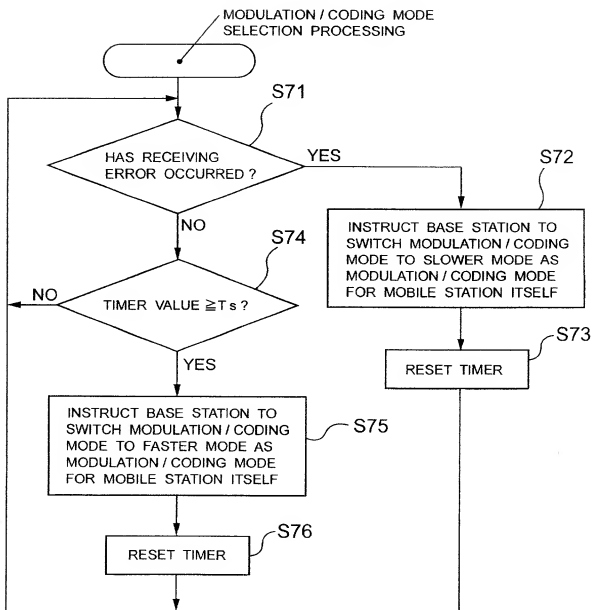 MODULATION / CODING MODE
SELECTION PROCESSING
S71
HAS RECEIVING
ERROR OCCURRED ?
YES
NO
S72
INSTRUCT BASE STATION TO
SWITCH MODULATION / CODING
MODE TO SLOWER MODE AS
MODULATION / CODING MODE
FOR MOBILE STATION ITSELF
S73
RESET TIMER
S74
NO
TIMER VALUE ≧ T s ?
YES
INSTRUCT BASE STATION TO
SWITCH MODULATION / CODING
MODE TO FASTER MODE AS
MODULATION / CODING MODE
FOR MOBILE STATION ITSELF
S75
S76
RESET TIMER